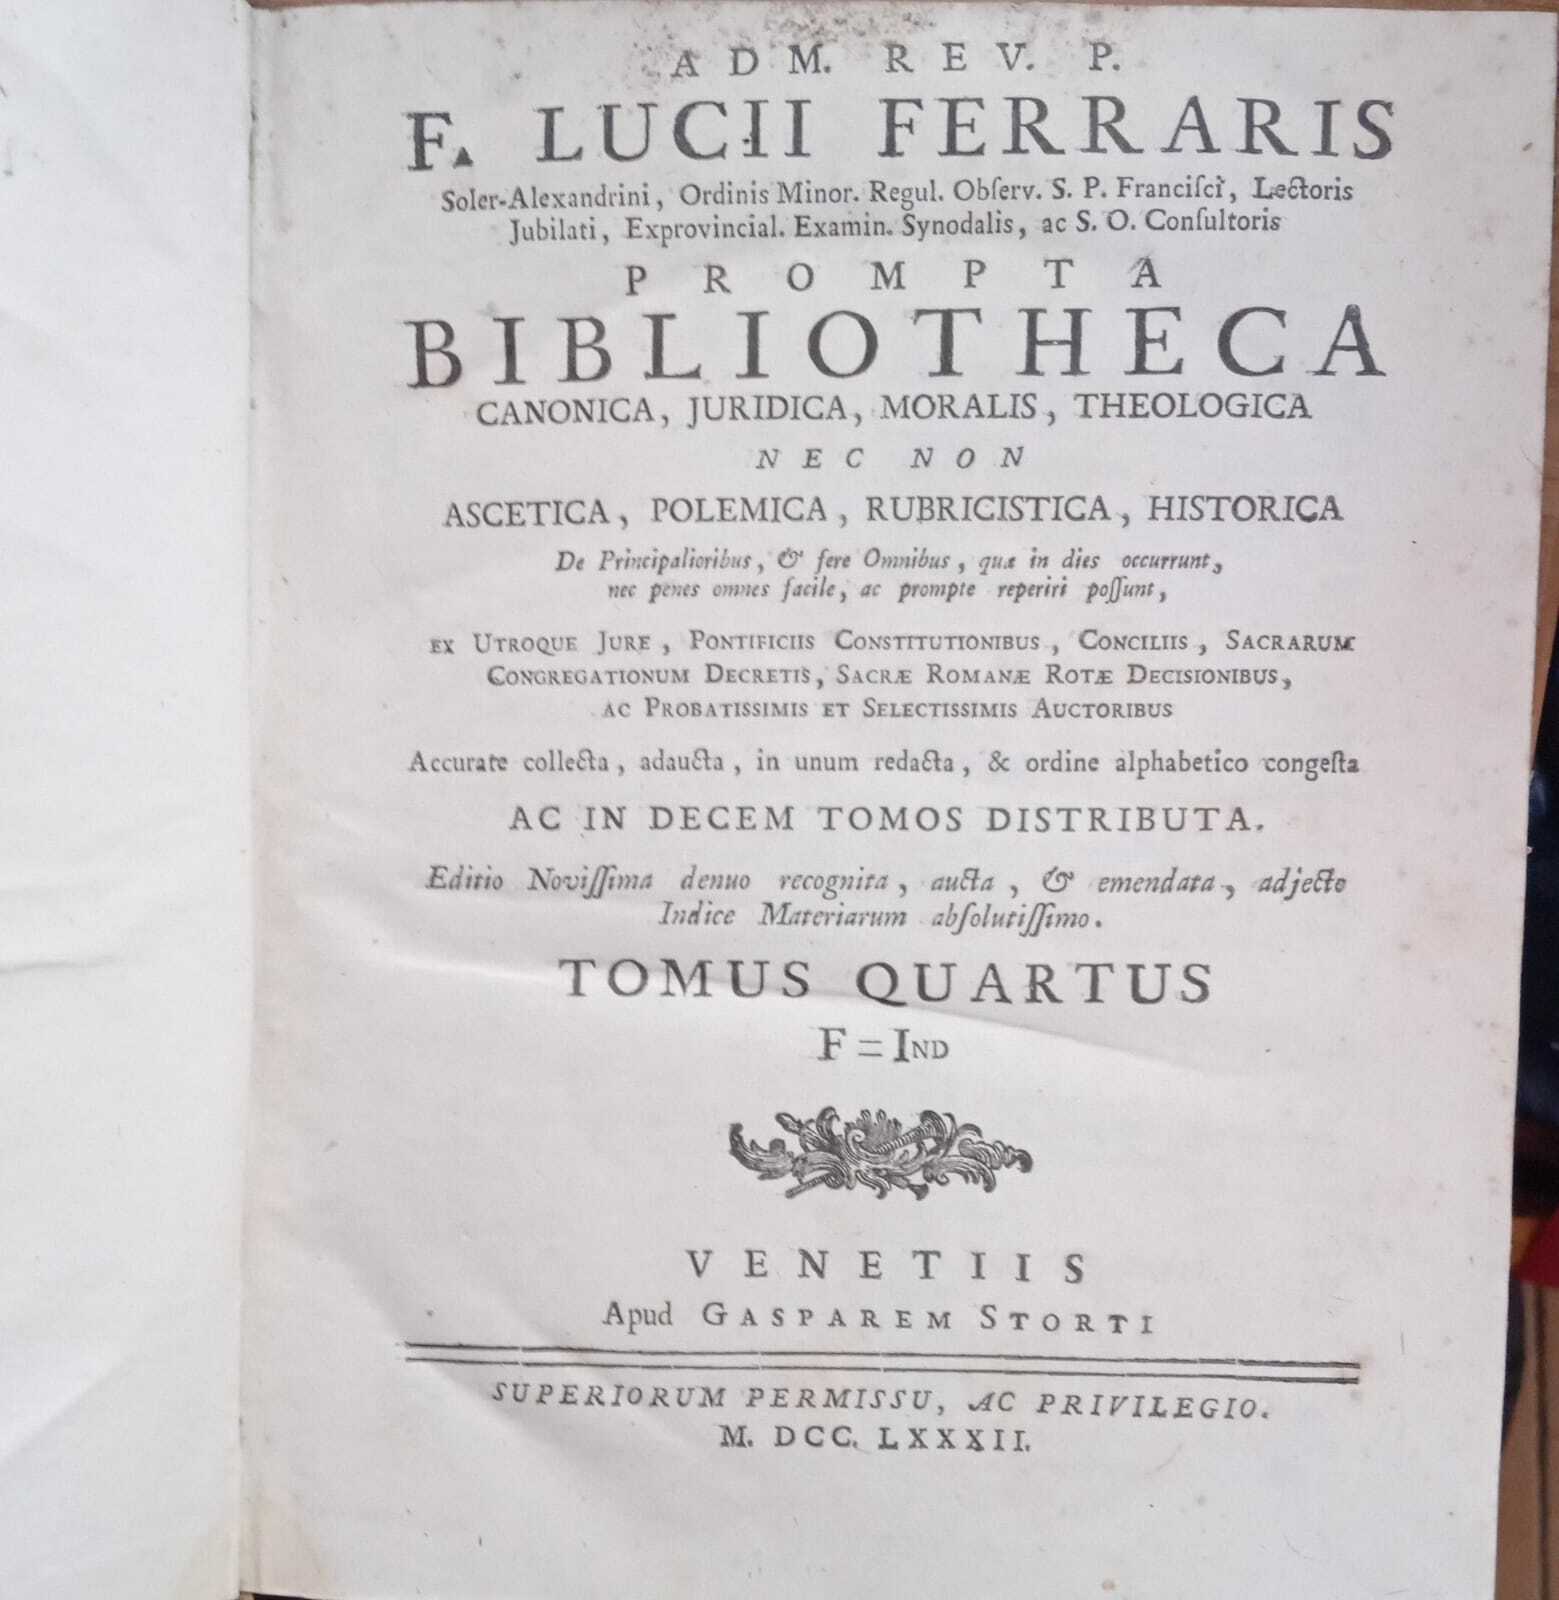 ADM. REV. P.
F. LUCII FERRARIS
Soler-Alexandrini, Ordinis Minor. Regul. Obſerv. S. P. Franciſci, Lectoris
Jubilati, Exprovincial. Examin. Synodalis, ac S. O. Conſultoris
PROMPTA
BIBLIOTHECA
CANONICA, JURIDICA, MORALIS, THEOLOGICA
NEC NON
ASCETICA, POLEMICA, RUBRICISTICA, HISTORICA
De Principalioribus, & fere Omnibus, quæ in dies occurrunt,
nec penes omnes facile, ac prompte reperiri poſſunt,
EX UTROQUE JURE, PONTIFICIIS CONSTITUTIONIBUS, CONCILIIS, SACRARUM
CONGREGATIONUM DECRETIS, SACRÆ ROMANÆ ROTÆ DECISIONIBUS,
AC PROBATISSIMIS ET SELECTISSIMIS AUCTORIBUS
Accurate collecta, adaucta, in unum redacta, & ordine alphabetico congeſta
AC IN DECEM TOMOS DISTRIBUTA.
Editio Noviſſima denuo recognita, aucta, & emendata, adjecto
Indice Materiarum abſolutiſſimo.
TOMUS QUARTUS
F = IND
VENETIIS
Apud GASPAREM STORTI
SUPERIORUM PERMISSU, AC PRIVILEGIO.
M. DCC. LXXXII.